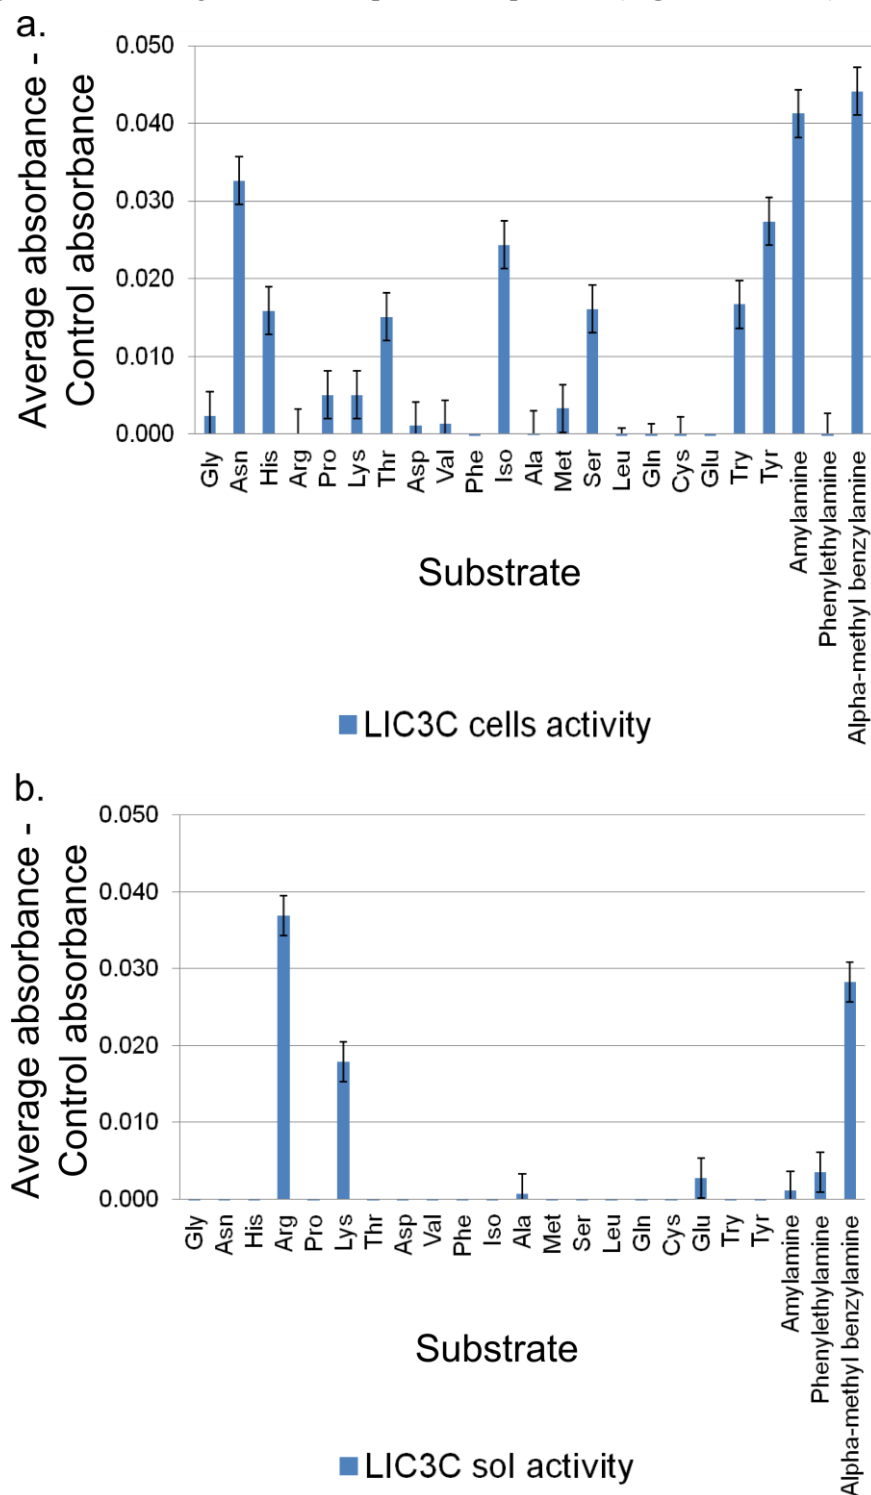 a.
Average absorbance -
Control absorbance
0.050
0.040
0.030
0.020
0.010
0.000
Gly
Asn
His
Arg
Pro
Lys
Thr
Asp
Val
Phe
Iso
Ala
Met
Ser
Leu
Gln
Cys
Glu
Try
Tyr
Amylamine
Phenylethylamine
Alpha-methyl benzylamine
Substrate
LIC3C cells activity
b.
Average absorbance -
Control absorbance
0.050
0.040
0.030
0.020
0.010
0.000
Gly
Asn
His
Arg
Pro
Lys
Thr
Asp
Val
Phe
Iso
Ala
Met
Ser
Leu
Gln
Cys
Glu
Try
Tyr
Amylamine
Phenylethylamine
Alpha-methyl benzylamine
Substrate
LIC3C sol activity